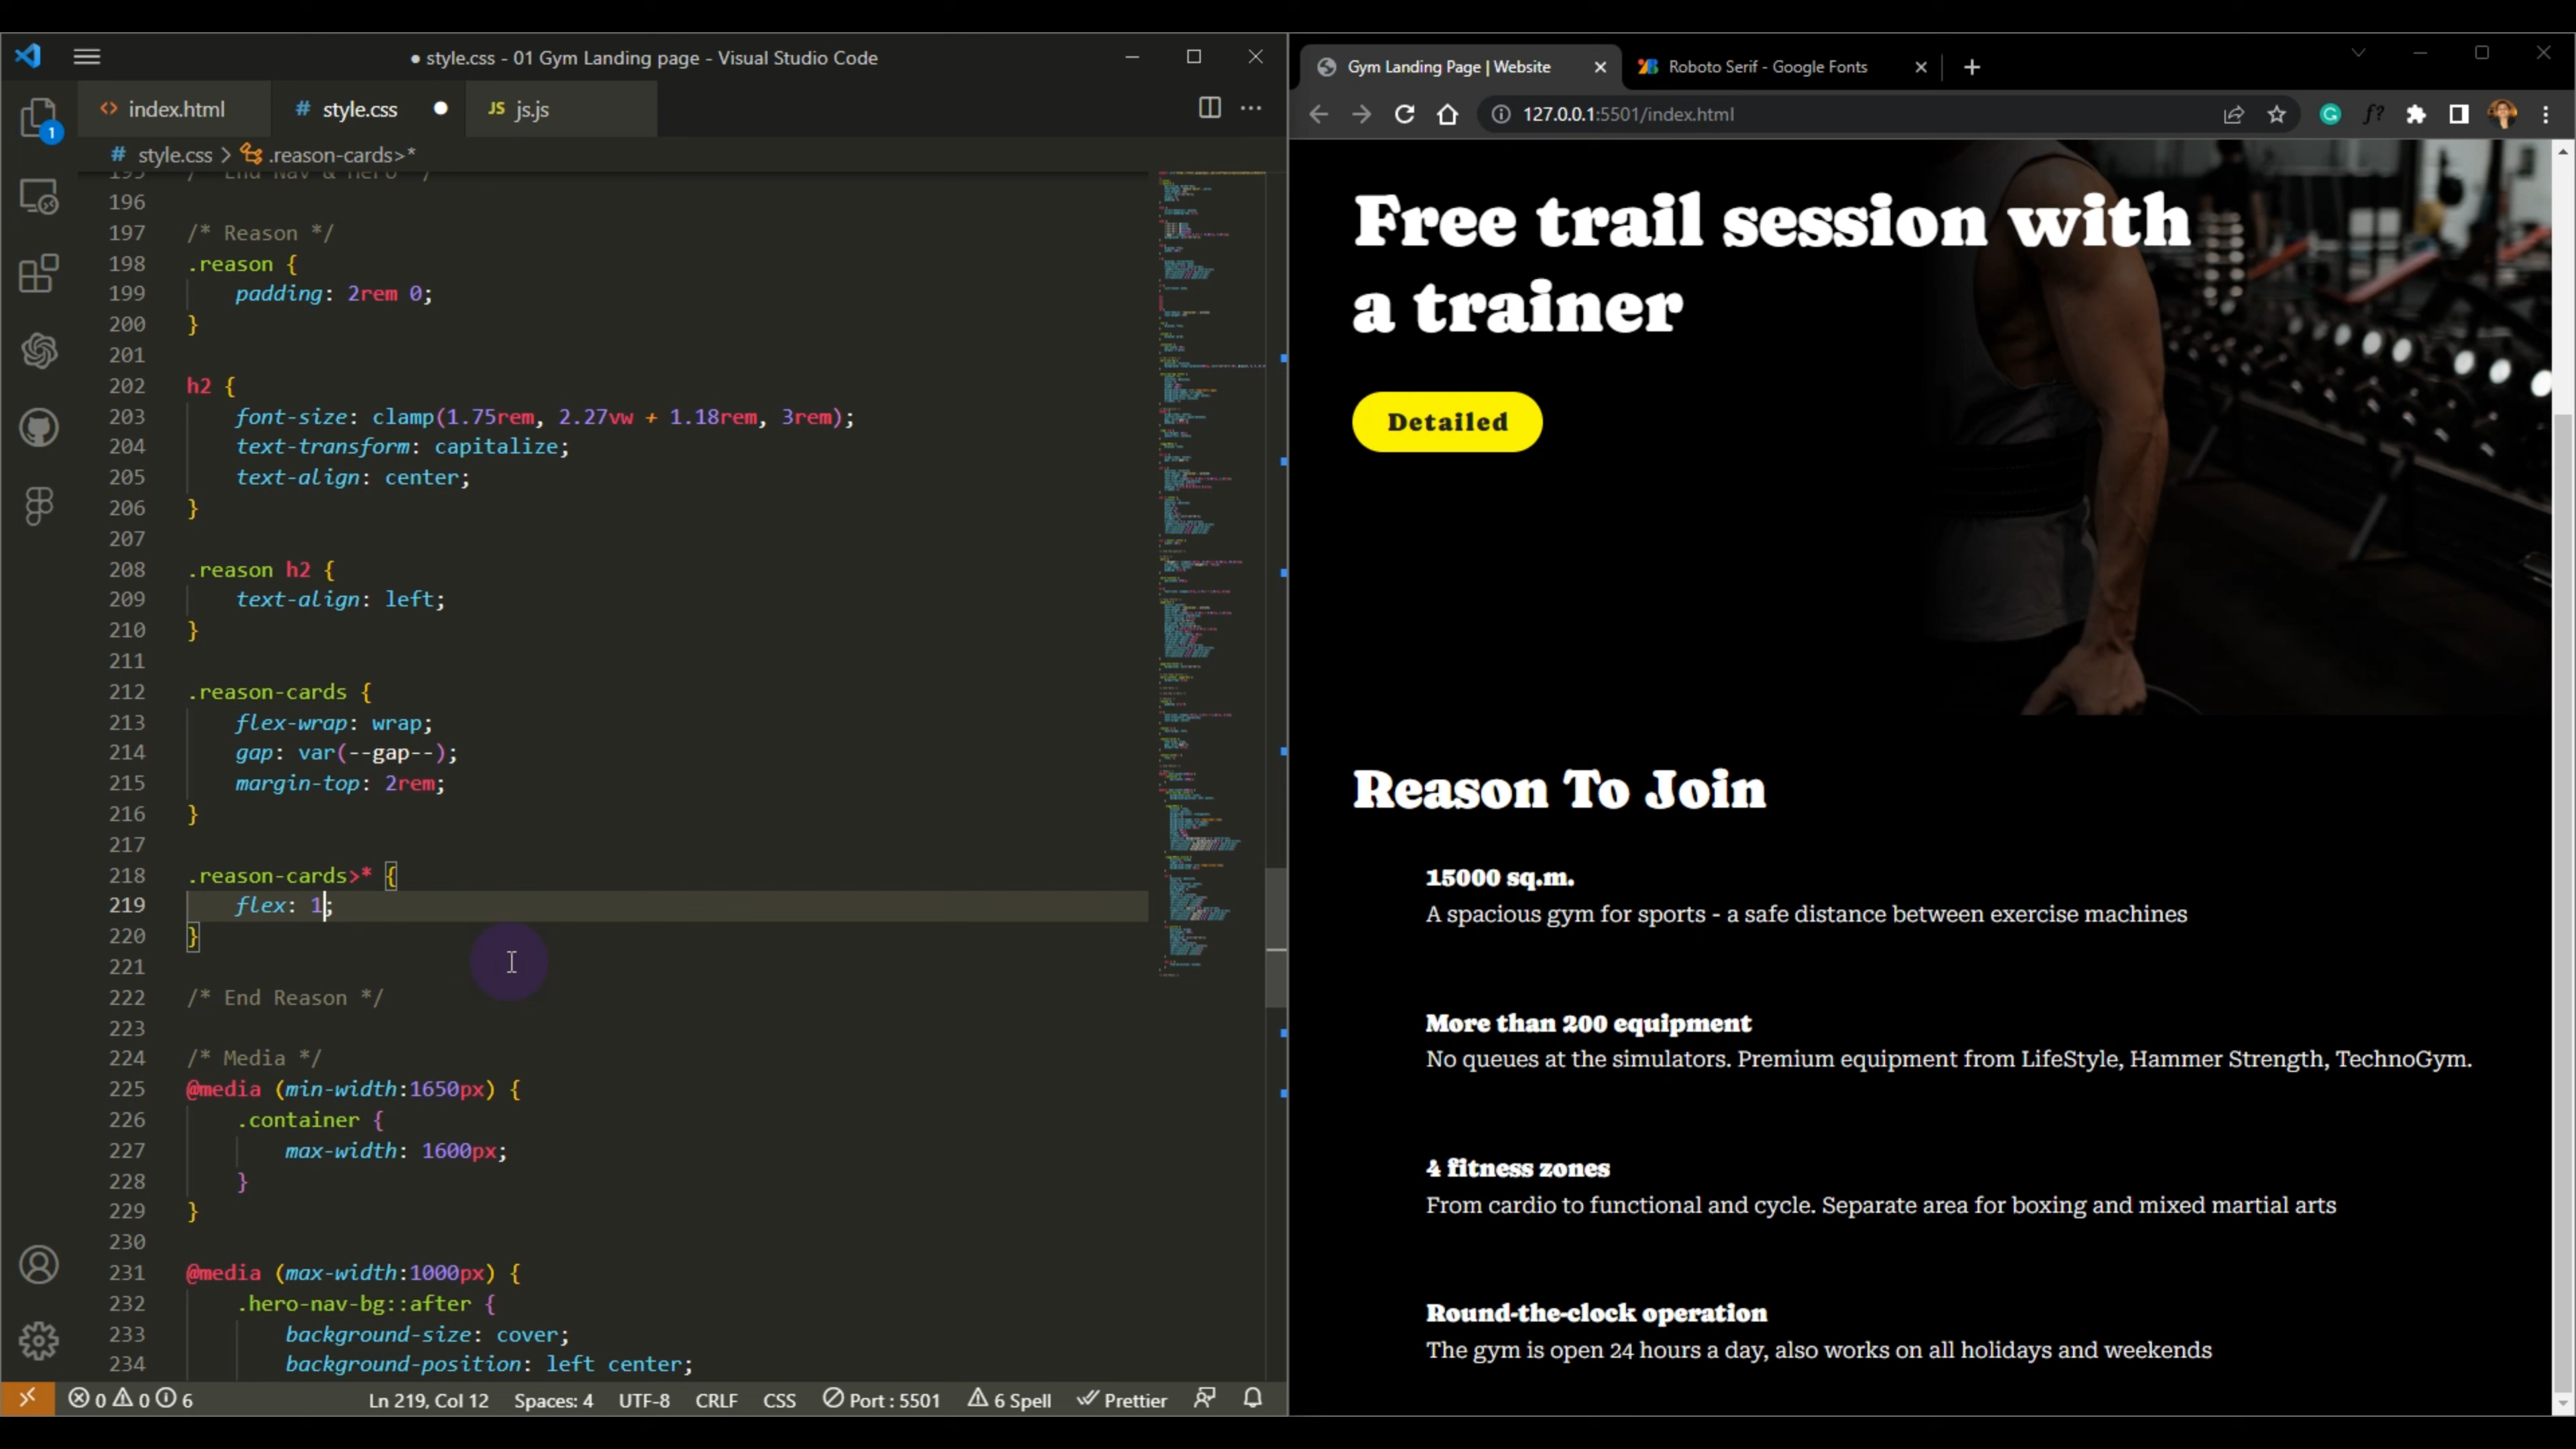 ● style.css - 01 Gym Landing page - Visual Studio Code
<> index.html
# style.css ●
JS js.js
# style.css > .reason-cards>*
195 /* End Nav & Hero */
196
197 /* Reason */
198 .reason {
199 padding: 2rem 0;
200 }
201
202 h2 {
203 font-size: clamp(1.75rem, 2.27vw + 1.18rem, 3rem);
204 text-transform: capitalize;
205 text-align: center;
206 }
207
208 .reason h2 {
209 text-align: left;
210 }
211
212 .reason-cards {
213 flex-wrap: wrap;
214 gap: var(--gap--);
215 margin-top: 2rem;
216 }
217
218 .reason-cards>* {
219 flex: 1;
220 }
221
222 /* End Reason */
223
224 /* Media */
225 @media (min-width:1650px) {
226 .container {
227 max-width: 1600px;
228 }
229 }
230
231 @media (max-width:1000px) {
232 .hero-nav-bg::after {
233 background-size: cover;
234 background-position: left center;
1
0 0 6
Ln 219, Col 12
Spaces: 4
UTF-8
CRLF
CSS
Port : 5501
6 Spell
Prettier
Gym Landing Page | Website
Roboto Serif - Google Fonts
127.0.0.1:5501/index.html
f?
Free trail session with
a trainer
Detailed
Reason To Join
15000 sq.m.
A spacious gym for sports - a safe distance between exercise machines
More than 200 equipment
No queues at the simulators. Premium equipment from LifeStyle, Hammer Strength, TechnoGym.
4 fitness zones
From cardio to functional and cycle. Separate area for boxing and mixed martial arts
Round-the-clock operation
The gym is open 24 hours a day, also works on all holidays and weekends